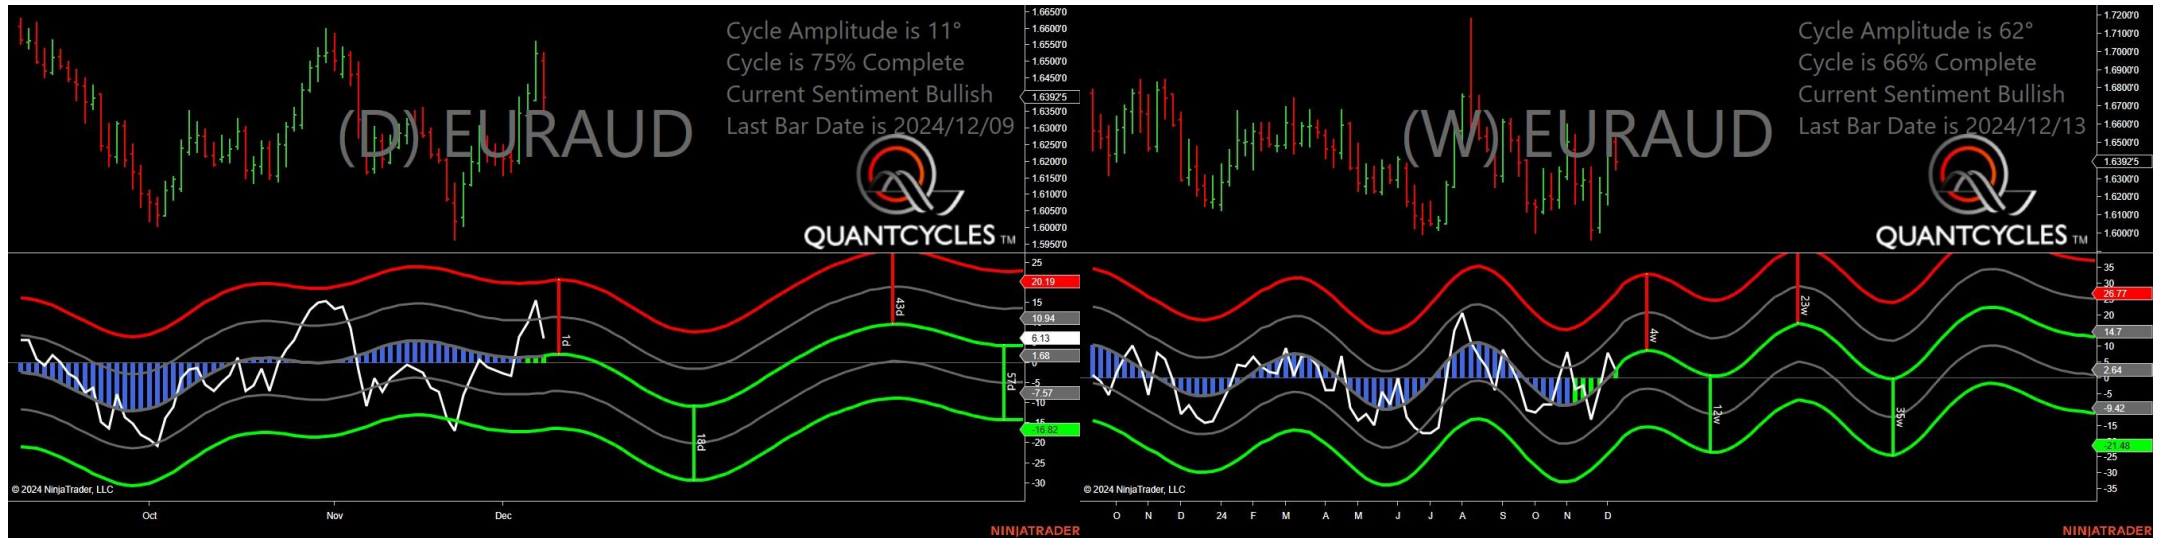 Cycle Amplitude is 11°
Cycle is 75% Complete
Current Sentiment Bullish
Last Bar Date is 2024/12/09
(D) EURAUD
QUANTCYCLES TM
1.6650'0
1.6600'0
1.6550'0
1.6500'0
1.6450'0
1.6392'5
1.6350'0
1.6300'0
1.6250'0
1.6200'0
1.6150'0
1.6100'0
1.6050'0
1.6000'0
1.5950'0
25
20.19
15
10.94
6.13
1.68
0
-5
-7.57
-10
-15
-16.82
-20
-25
-30
1d
18d
43d
57d
© 2024 NinjaTrader, LLC
Oct Nov Dec
NINJATRADER
Cycle Amplitude is 62°
Cycle is 66% Complete
Current Sentiment Bullish
Last Bar Date is 2024/12/13
(W) EURAUD
QUANTCYCLES TM
1.7200'0
1.7100'0
1.7000'0
1.6900'0
1.6800'0
1.6700'0
1.6600'0
1.6500'0
1.6392'5
1.6300'0
1.6200'0
1.6100'0
1.6000'0
35
26.77
20
14.7
10
5
2.64
0
-5
-9.42
-15
-21.48
-25
-30
-35
4w
12w
23w
35w
© 2024 NinjaTrader, LLC
O N D 24 F M A M J J A S O N D
NINJATRADER